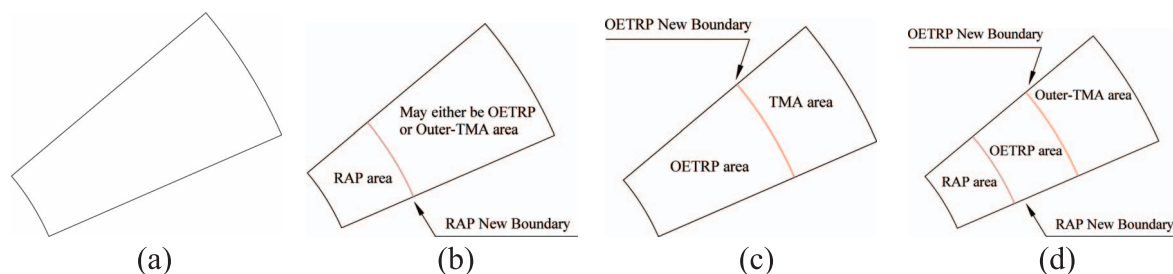 (a)
May either be OETRP
or Outer-TMA area
RAP area
RAP New Boundary
(b)
OETRP New Boundary
TMA area
OETRP area
(c)
OETRP New Boundary
Outer-TMA area
OETRP area
RAP area
RAP New Boundary
(d)